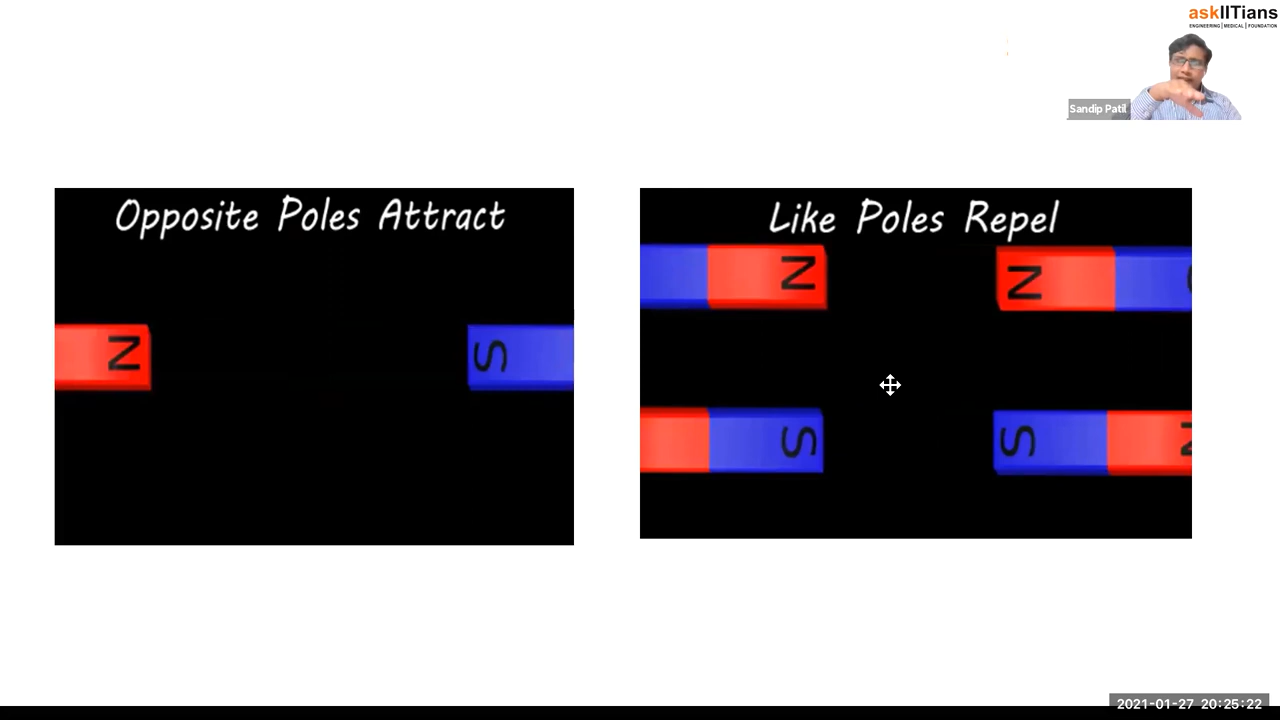 askIITians
ENGINEERING | MEDICAL | FOUNDATION
Sandip Patil
Opposite Poles Attract
N
S
Like Poles Repel
N
N
S
S
N
2021-01-27 20:25:22